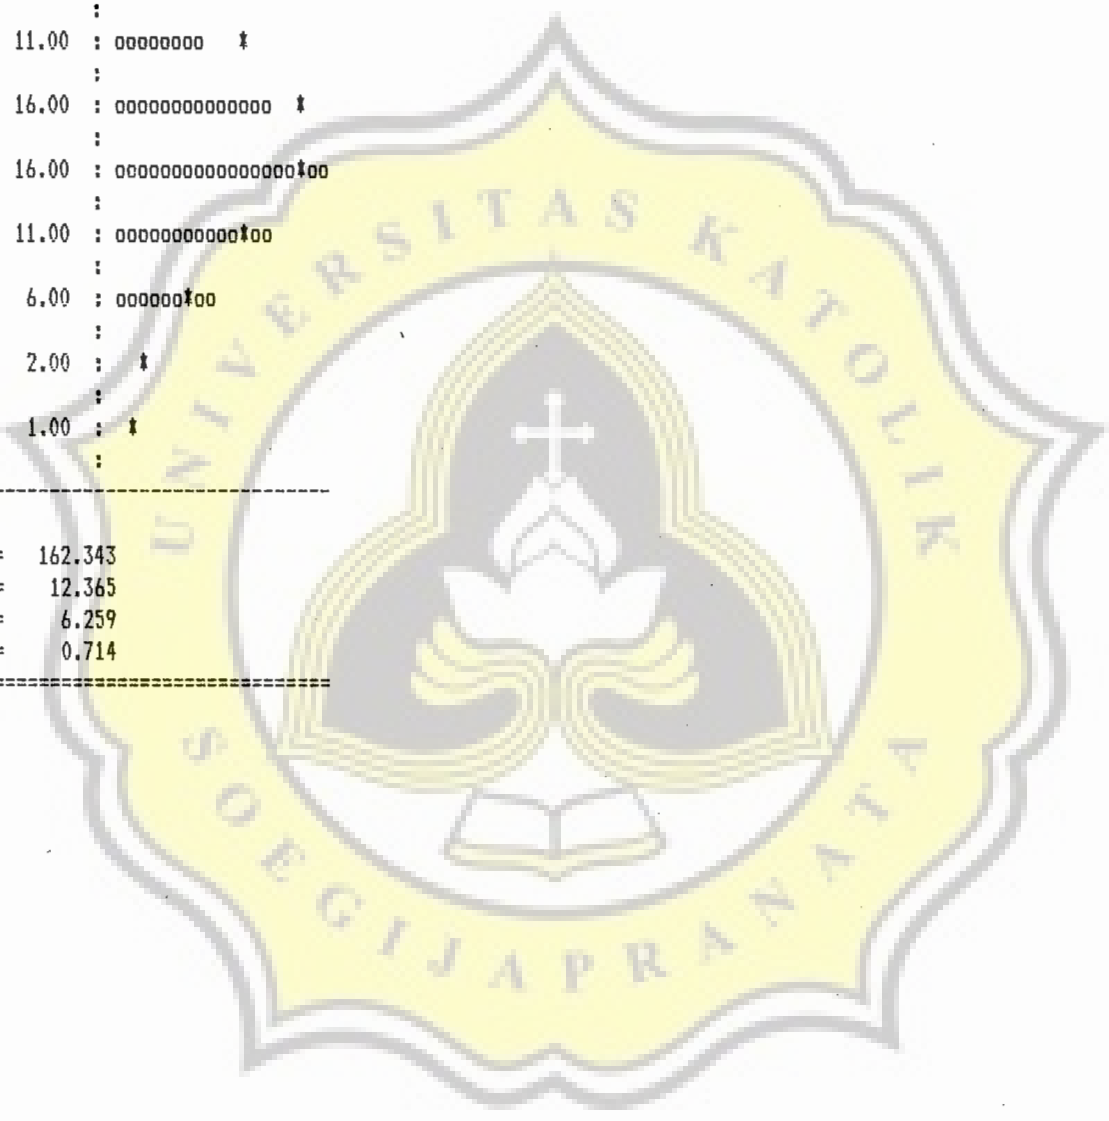 :
11.00 : oooooooo   *
:
16.00 : oooooooooooooo  *
:
16.00 : oooooooooooooooo*oo
:
11.00 : ooooooooooo*oo
:
6.00 : oooooo*oo
:
2.00 :   *
:
1.00 :  *
:
------------------------------
= 162.343
= 12.365
= 6.259
= 0.714
==============================
UNIVERSITAS KATOLIK
SOEGIJAPRANATA